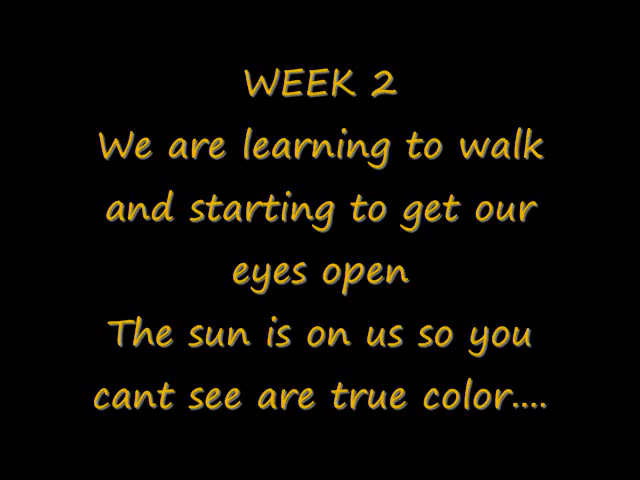 WEEK 2
We are learning to walk
and starting to get our
eyes open
The sun is on us so you
cant see are true color....